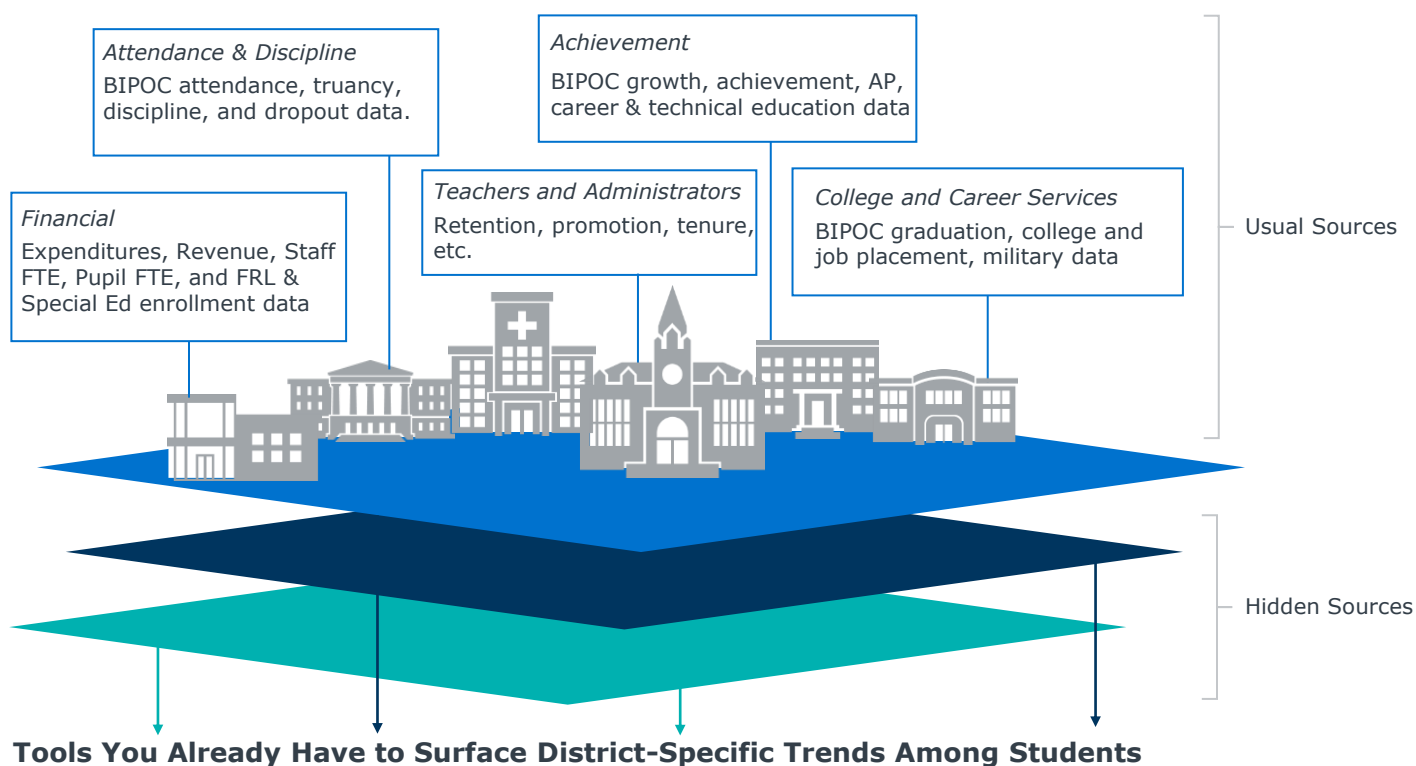 Attendance & Discipline
BIPOC attendance, truancy,
discipline, and dropout data.
Achievement
BIPOC growth, achievement, AP,
career & technical education data
Financial
Expenditures, Revenue, Staff
FTE, Pupil FTE, and FRL &
Special Ed enrollment data
Teachers and Administrators
Retention, promotion, tenure,
etc.
College and Career Services
BIPOC graduation, college and
job placement, military data
Usual Sources
Hidden Sources
Tools You Already Have to Surface District-Specific Trends Among Students